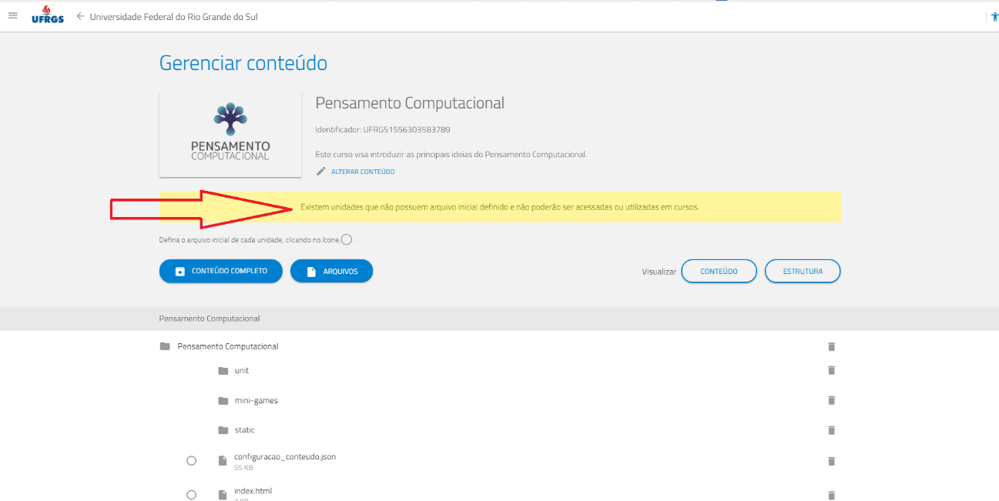 UFRGS
Universidade Federal do Rio Grande do Sul
Gerenciar conteúdo
PENSAMENTO
COMPUTACIONAL
Pensamento Computacional
Identificador: UFRGS1556303583789
Este curso visa introduzir as principais ideias do Pensamento Computacional.
ALTERAR CONTEÚDO
Existem unidades que não possuem arquivo inicial definido e não poderão ser acessadas ou utilizadas em cursos.
Defina o arquivo inicial de cada unidade, clicando no ícone .
CONTEÚDO COMPLETO
ARQUIVOS
Visualizar
CONTEÚDO
ESTRUTURA
Pensamento Computacional
Pensamento Computacional
unit
mini-games
static
configuracao_conteudo.json
55 KB
index.html